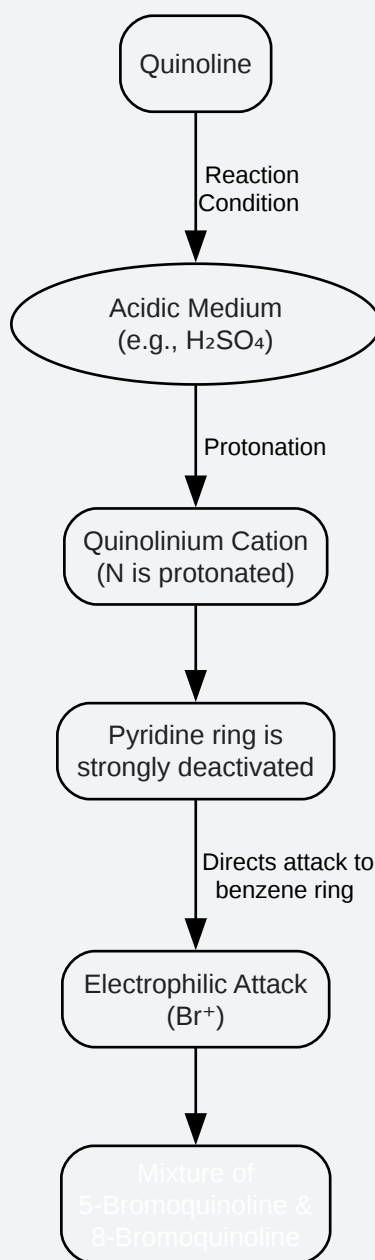 Quinoline
Reaction
Condition
Acidic Medium
(e.g., H₂SO₄)
Protonation
Quinolinium Cation
(N is protonated)
Pyridine ring is
strongly deactivated
Directs attack to
benzene ring
Electrophilic Attack
(Br⁺)
Mixture of
5-Bromoquinoline &
8-Bromoquinoline